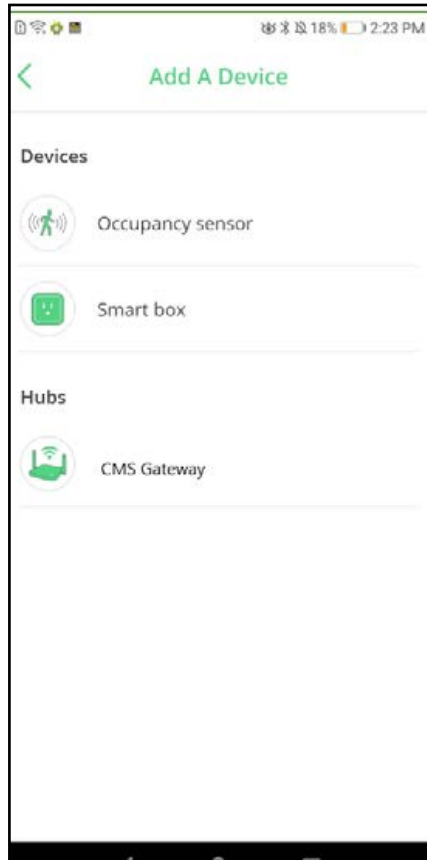 18% 2:23 PM
Add A Device
Devices
Occupancy sensor
Smart box
Hubs
CMS Gateway